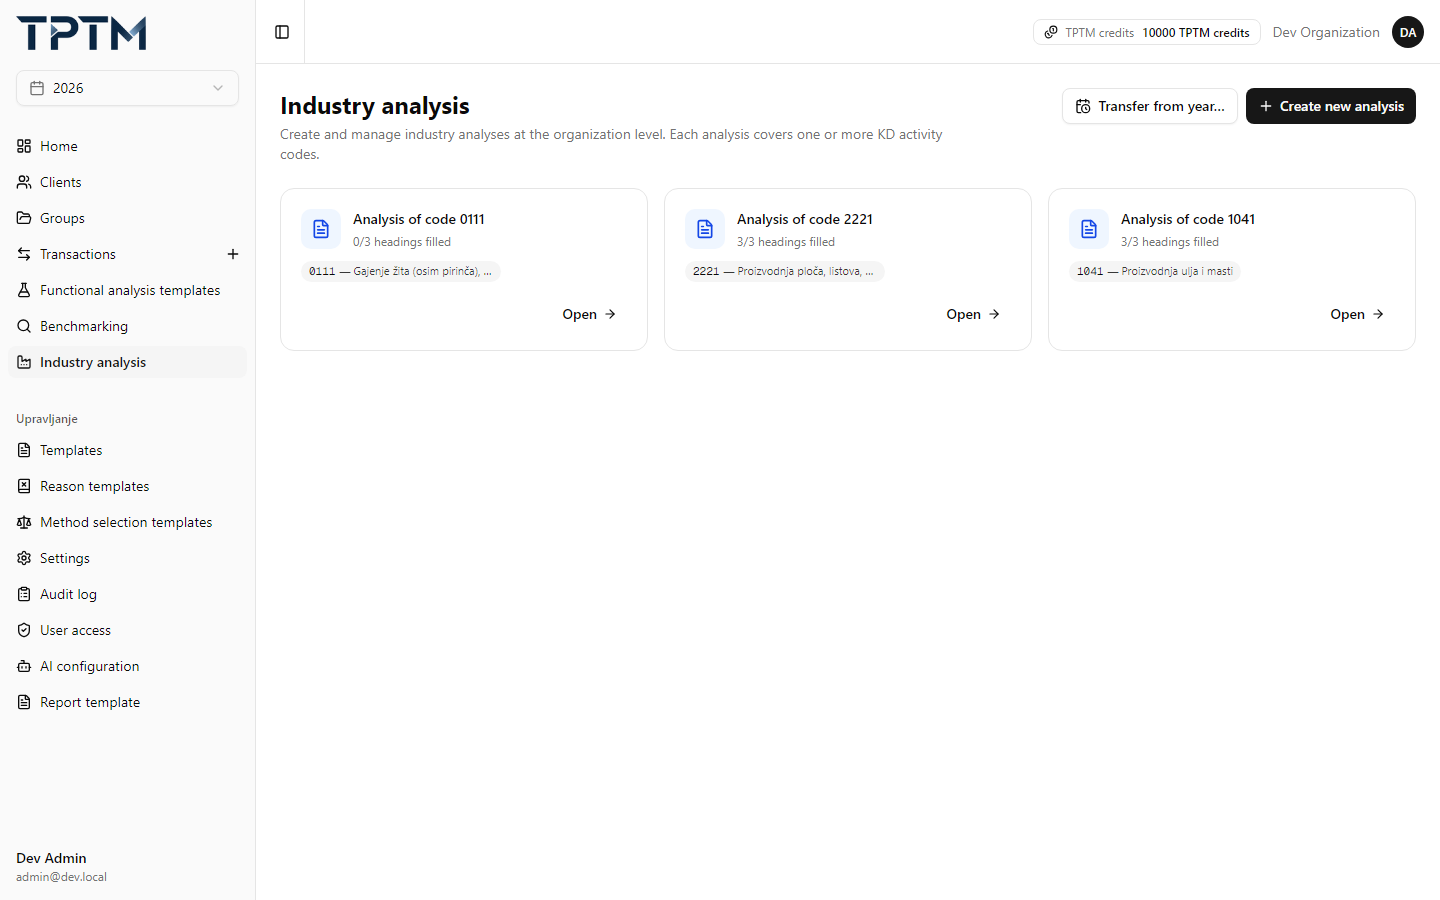 TPTM
2026
Home
Clients
Groups
Transactions
Functional analysis templates
Benchmarking
Industry analysis
Upravljanje
Templates
Reason templates
Method selection templates
Settings
Audit log
User access
AI configuration
Report template
Dev Admin
admin@dev.local
TPTM credits 10000 TPTM credits
Dev Organization
DA
Industry analysis
Create and manage industry analyses at the organization level. Each analysis covers one or more KD activity
codes.
Transfer from year...
Create new analysis
Analysis of code 0111
0/3 headings filled
0111 — Gajenje žita (osim pirinča), ...
Open
Analysis of code 2221
3/3 headings filled
2221 — Proizvodnja ploča, listova, ...
Open
Analysis of code 1041
3/3 headings filled
1041 — Proizvodnja ulja i masti
Open